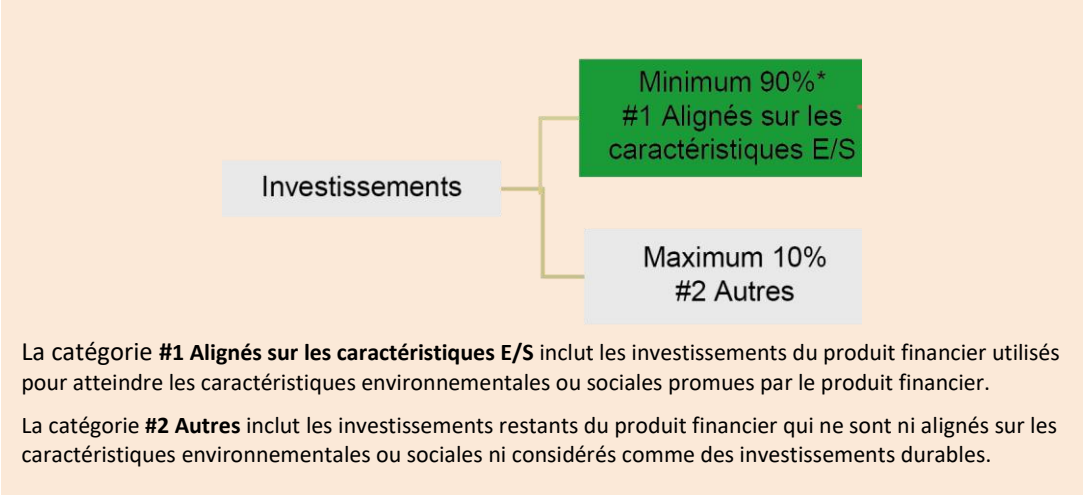 Minimum 90%*
#1 Alignés sur les
caractéristiques E/S
Investissements
Maximum 10%
#2 Autres
La catégorie #1 Alignés sur les caractéristiques E/S inclut les investissements du produit financier utilisés
pour atteindre les caractéristiques environnementales ou sociales promues par le produit financier.
La catégorie #2 Autres inclut les investissements restants du produit financier qui ne sont ni alignés sur les
caractéristiques environnementales ou sociales ni considérés comme des investissements durables.